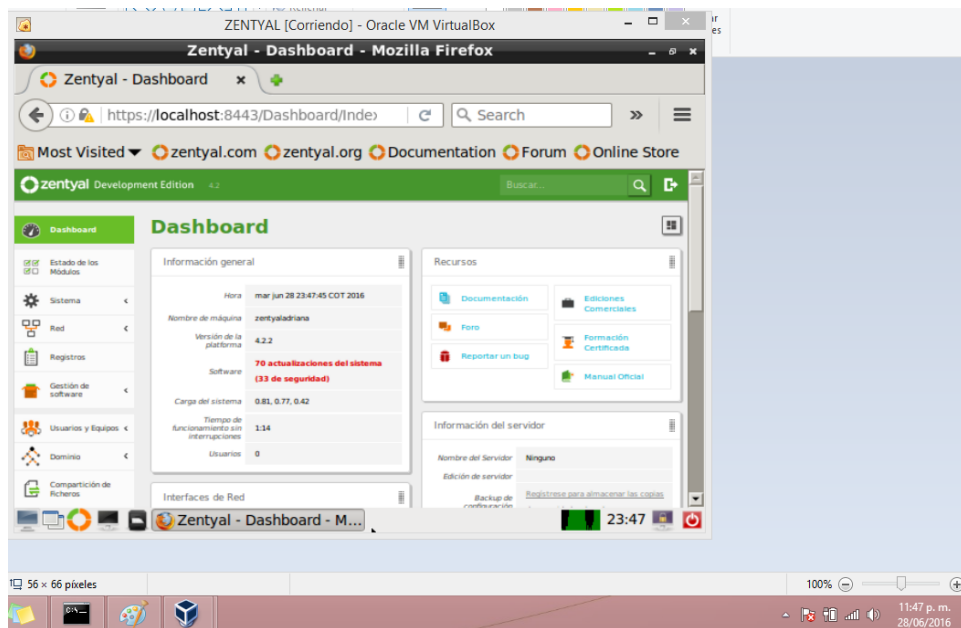 ZENTYAL [Corriendo] - Oracle VM VirtualBox
Zentyal - Dashboard - Mozilla Firefox
Zentyal - Dashboard
https://localhost:8443/Dashboard/Inde
Search
Most Visited
zentyal.com
zentyal.org
Documentation
Forum
Online Store
zentyal Development Edition 4.2
Buscar...
Dashboard
Estado de los
Módulos
Sistema
Red
Registros
Gestión de
software
Usuarios y Equipos
Dominio
Compartición de
ficheros
Dashboard
Información general
Hora mar jun 28 23:47:45 COT 2016
Nombre de máquina zentyaladriana
Versión de la
plataforma 4.2.2
Software 70 actualizaciones del sistema
(33 de seguridad)
Carga del sistema 0.81, 0.77, 0.42
Tiempo de
funcionamiento sin
interrupciones 1:14
Usuarios 0
Interfaces de Red
Recursos
Documentación
Foro
Reportar un bug
Ediciones
Comerciales
Formación
Certificada
Manual Oficial
Información del servidor
Nombre del Servidor Ninguno
Edición de servidor
Backup de
configuración
Regístrese para almacenar las copias
Zentyal - Dashboard - M...
23:47
56 × 66 píxeles
100%
11:47 p. m.
28/06/2016